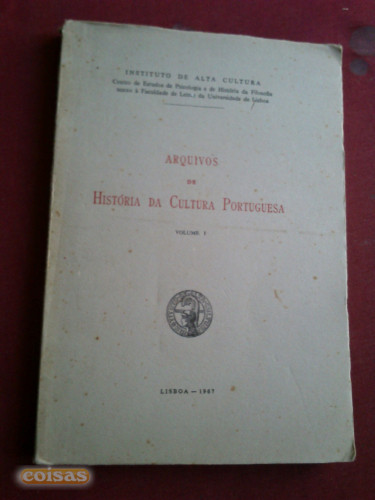 INSTITUTO DE ALTA CULTURA
Centro de Estudos de Psicologia e de História da Filosofia
anexo à Faculdade de Letras da Universidade de Lisboa
ARQUIVOS
DE
HISTÓRIA DA CULTURA PORTUGUESA
VOLUME I
LISBOA — 1967
coisas